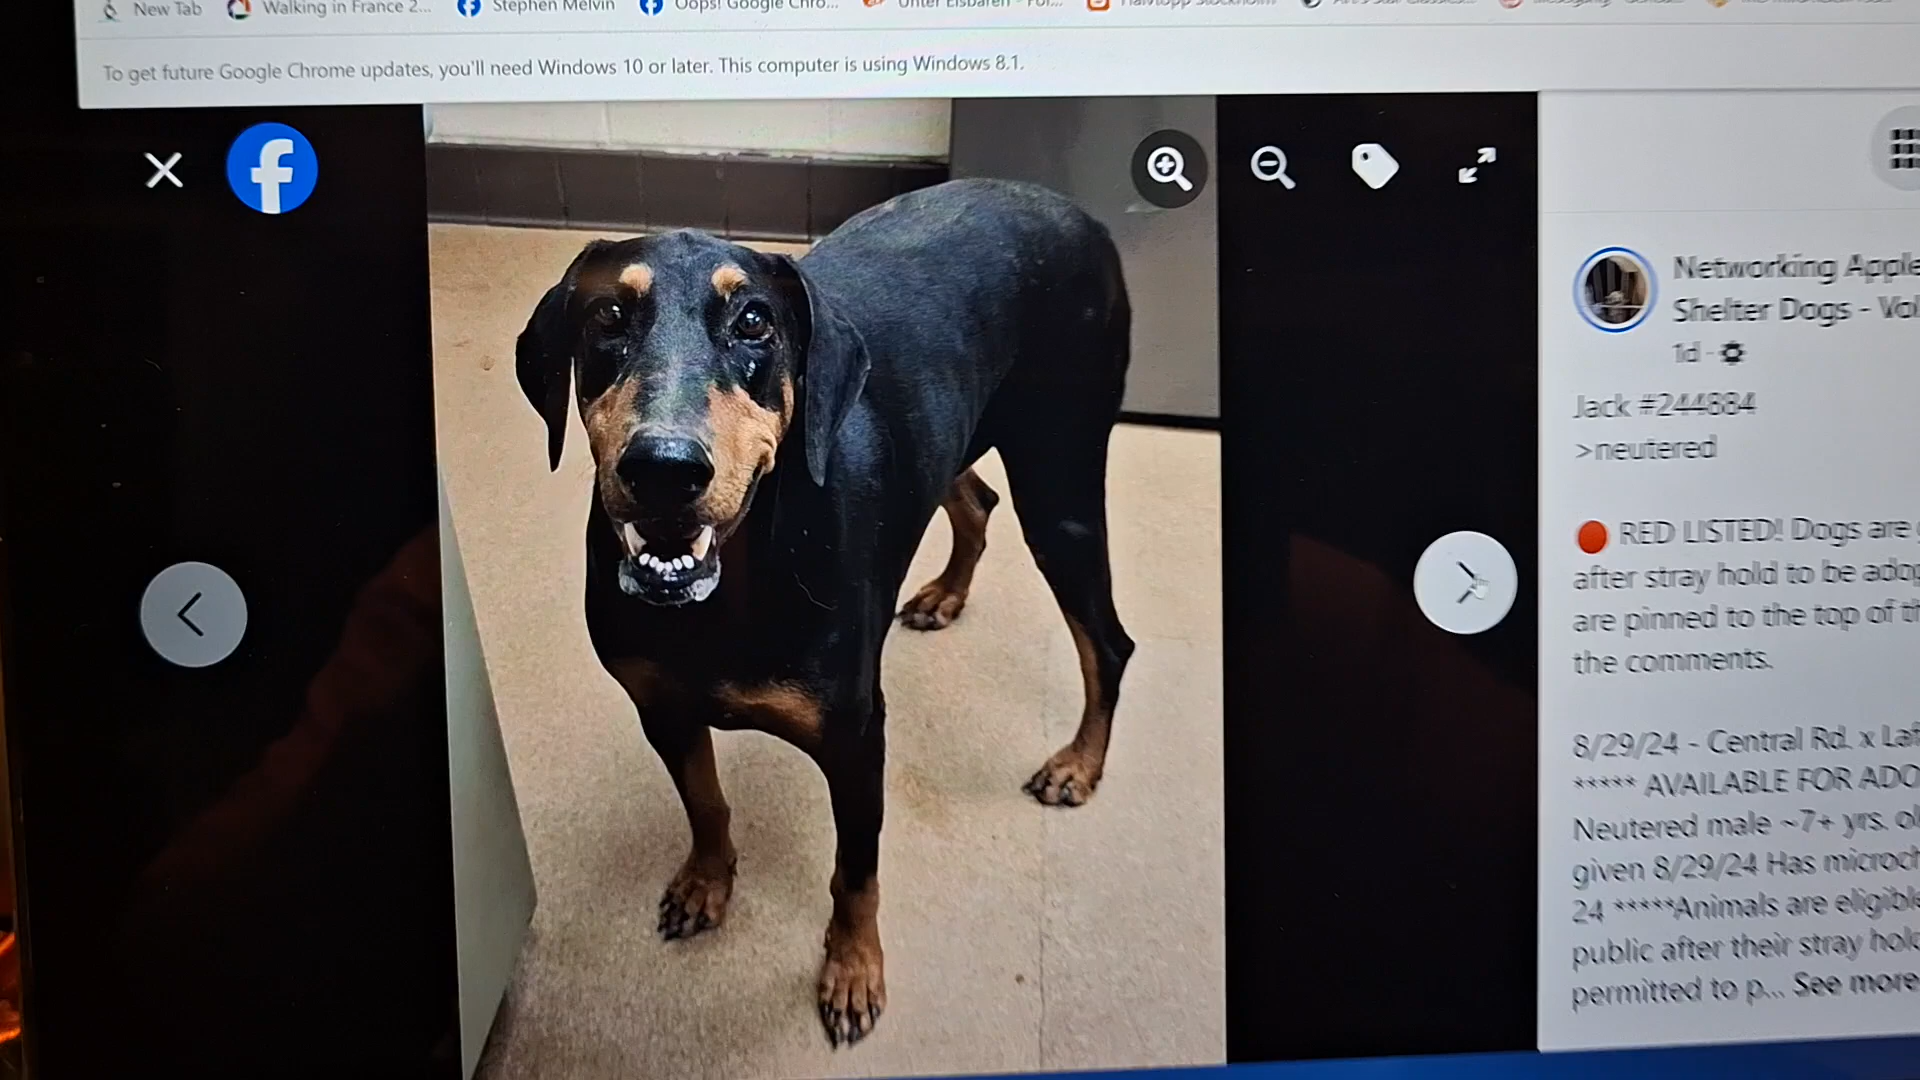 New Tab
Walking in France 2...
Stephen Melvin
Oops! Google Chro...
To get future Google Chrome updates, you'll need Windows 10 or later. This computer is using Windows 8.1.
Networking Apple
Shelter Dogs - Val
1d ·
Jack #244884
>neutered
RED LISTED! Dogs are
after stray hold to be adop
are pinned to the top of th
the comments.
8/29/24 - Central Rd. x Laf
***** AVAILABLE FOR ADO
Neutered male ~7+ yrs. ol
given 8/29/24 Has microch
24 *****Animals are eligible
public after their stray hold
permitted to p... See more